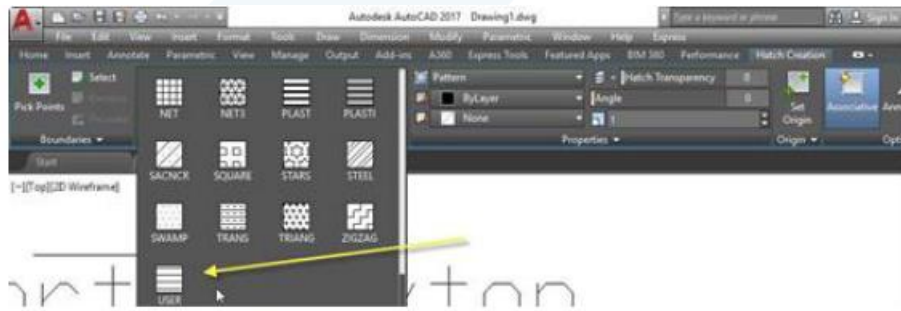 Autodesk AutoCAD 2017 Drawing1.dwg Type a keyword or phrase Sign In
File Edit View Insert Format Tools Draw Dimension Modify Parametric Window Help Express
Home Insert Annotate Parametric View Manage Output Add-ins A360 Express Tools Featured Apps BIM 360 Performance Hatch Creation
Select
Pick Points
Boundaries
NET NET3 PLAST PLASTI
SACNCR SQUARE STARS STEEL
SWAMP TRANS TRIANG ZIGZAG
USER
Pattern Hatch Transparency 0
ByLayer Angle 0
None 1
Properties
Set Origin
Origin
Associative
Start
[-][Top][2D Wireframe]